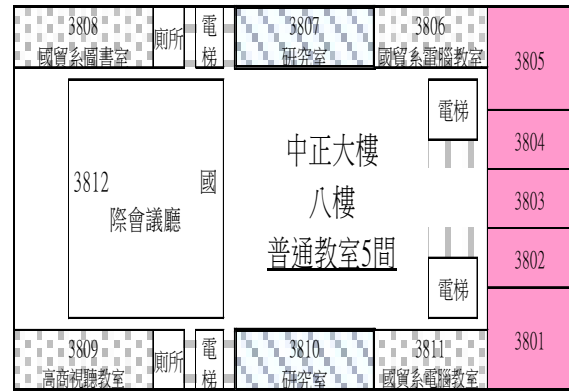 3808
國貿系圖書室
廁所
電
梯
3807
研究室
3806
國貿系電腦教室
3805
電梯
3804
中正大樓
八樓
普通教室5間
3812 國
際會議廳
3803
3802
電梯
3801
3809
高商視聽教室
廁所
電
梯
3810
研究室
3811
國貿系電腦教室